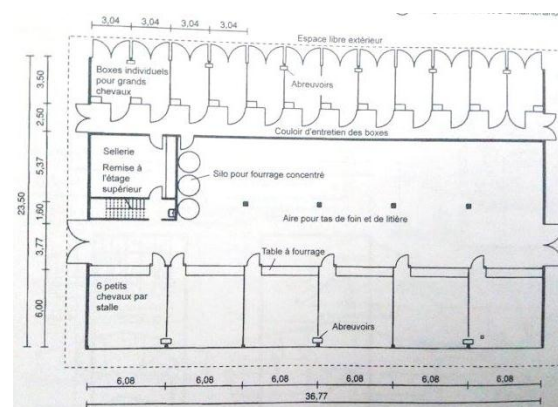 3,04 3,04 3,04 3,04
Espace libre extérieur
Boxes individuels
pour grands
chevaux
Abreuvoirs
Couloir d'entretien des boxes
Sellerie
Remise à
l'étage
supérieur
Silo pour fourrage concentré
Aire pour tas de foin et de litière
Table à fourrage
6 petits
chevaux par
stalle
Abreuvoirs
3,50
2,50
5,37
1,60
3,77
6,00
23,50
6,08 6,08 6,08 6,08 6,08 6,08
36,77